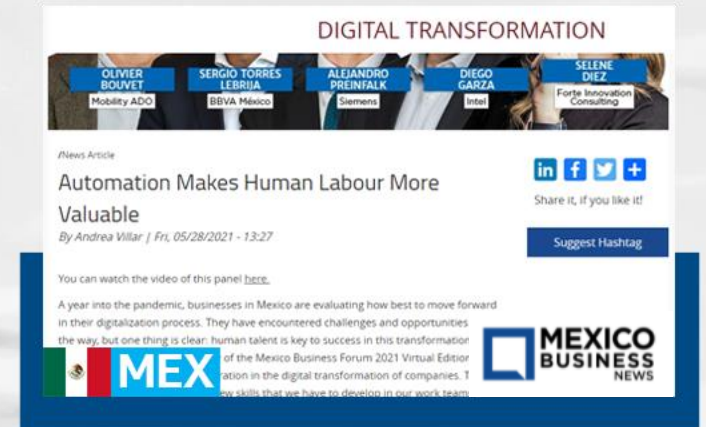 DIGITAL TRANSFORMATION
OLIVIER
BOUVET
Mobility ADO
SERGIO TORRES
LEBRIJA
BBVA México
ALEJANDRO
PREINFALK
Siemens
DIEGO
GARZA
Intel
SELENE
DIEZ
Forte Innovation
Consulting
/News Article
Automation Makes Human Labour More
Valuable
By Andrea Villar | Fri, 05/28/2021 - 13:27
Share it, if you like it!
Suggest Hashtag
You can watch the video of this panel here.
A year into the pandemic, businesses in Mexico are evaluating how best to move forward
in their digitalization process. They have encountered challenges and opportunities
the way, but one thing is clear: human talent is key to success in this transformation
of the Mexico Business Forum 2021 Virtual Edition
ration in the digital transformation of companies. T
ew skills that we have to develop in our work team
MEX
MEXICO
BUSINESS
NEWS